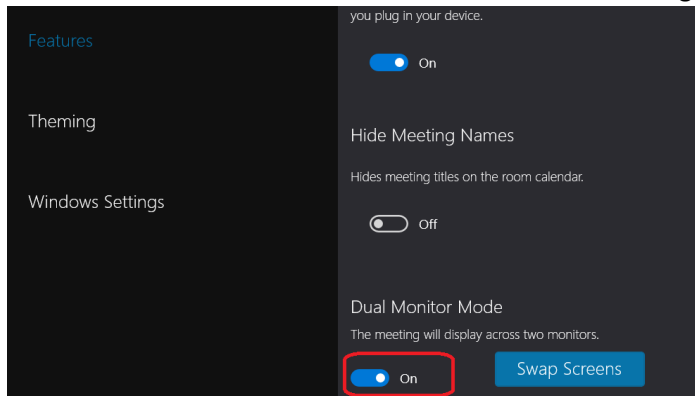 you plug in your device.
Features
On
Theming
Hide Meeting Names
Hides meeting titles on the room calendar.
Windows Settings
Off
Dual Monitor Mode
The meeting will display across two monitors.
On
Swap Screens